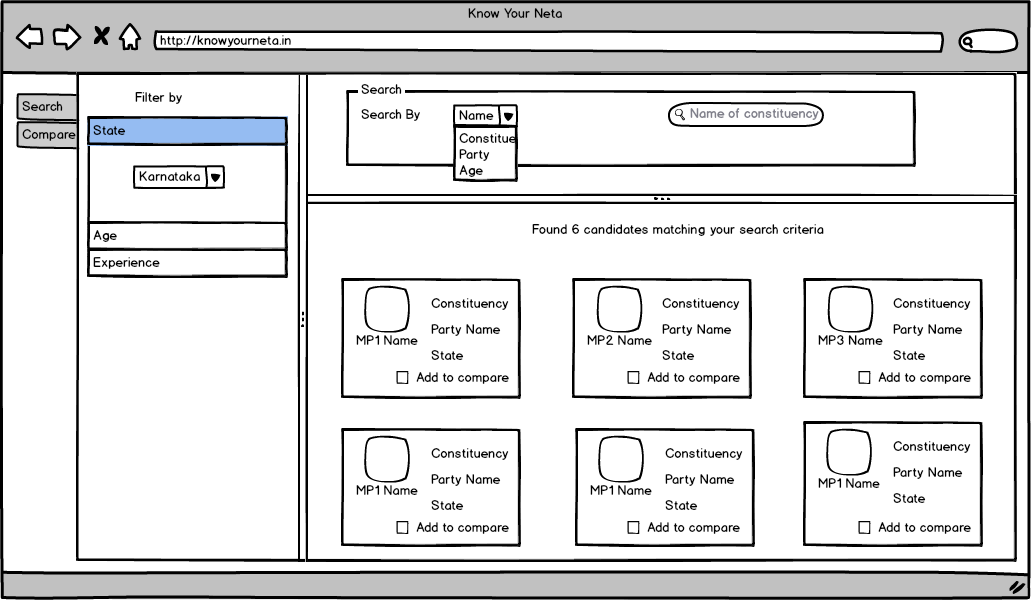 Know Your Neta
http://knowyourneta.in
Search
Compare
Filter by
State
Karnataka
Age
Experience
Search
Search By
Name
Constitue
Party
Age
Name of constituency
Found 6 candidates matching your search criteria
MP1 Name
Constituency
Party Name
State
Add to compare
MP2 Name
Constituency
Party Name
State
Add to compare
MP3 Name
Constituency
Party Name
State
Add to compare
MP1 Name
Constituency
Party Name
State
Add to compare
MP1 Name
Constituency
Party Name
State
Add to compare
MP1 Name
Constituency
Party Name
State
Add to compare